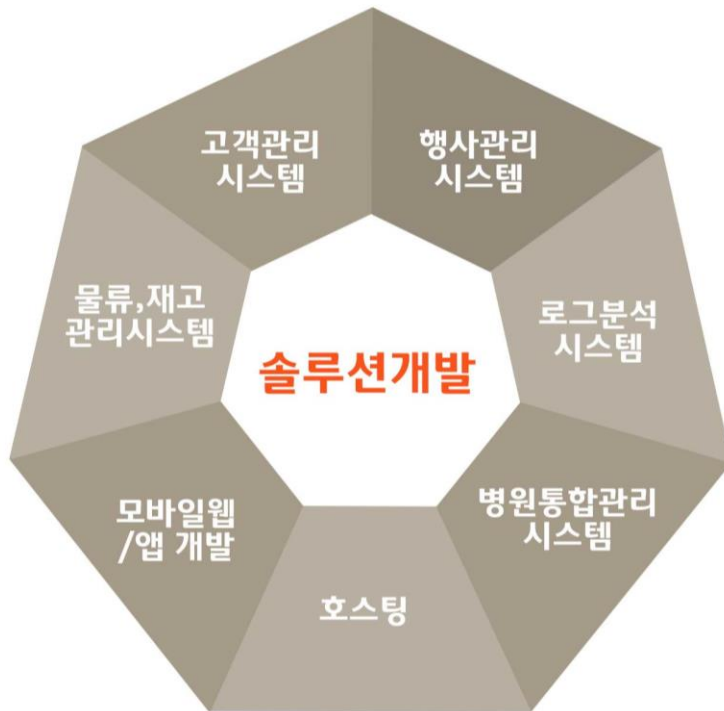 고객관리
시스템
행사관리
시스템
물류,재고
관리시스템
로그분석
시스템
솔루션개발
모바일웹
/앱 개발
병원통합관리
시스템
호스팅